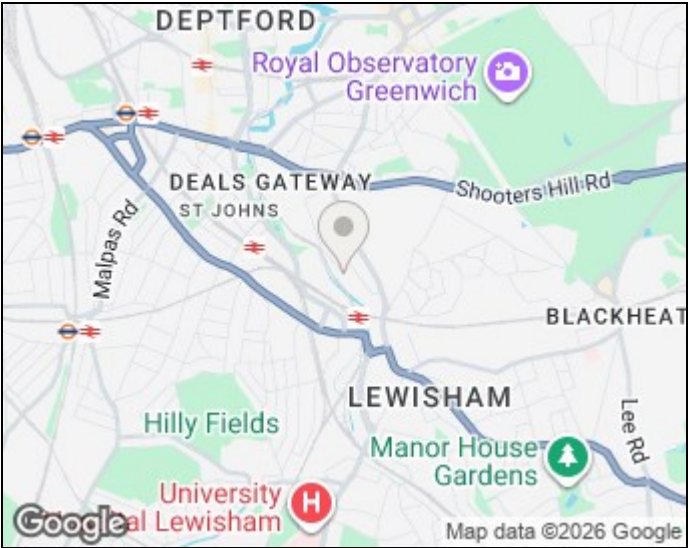 DEPTFORD
Royal Observatory
Greenwich
DEALS GATEWAY
Shooters Hill Rd
ST JOHNS
Malpas Rd
BLACKHEAT
LEWISHAM
Lee Rd
Hilly Fields
Manor House
Gardens
University
H
al Lewisham
Google
Map data ©2026 Google